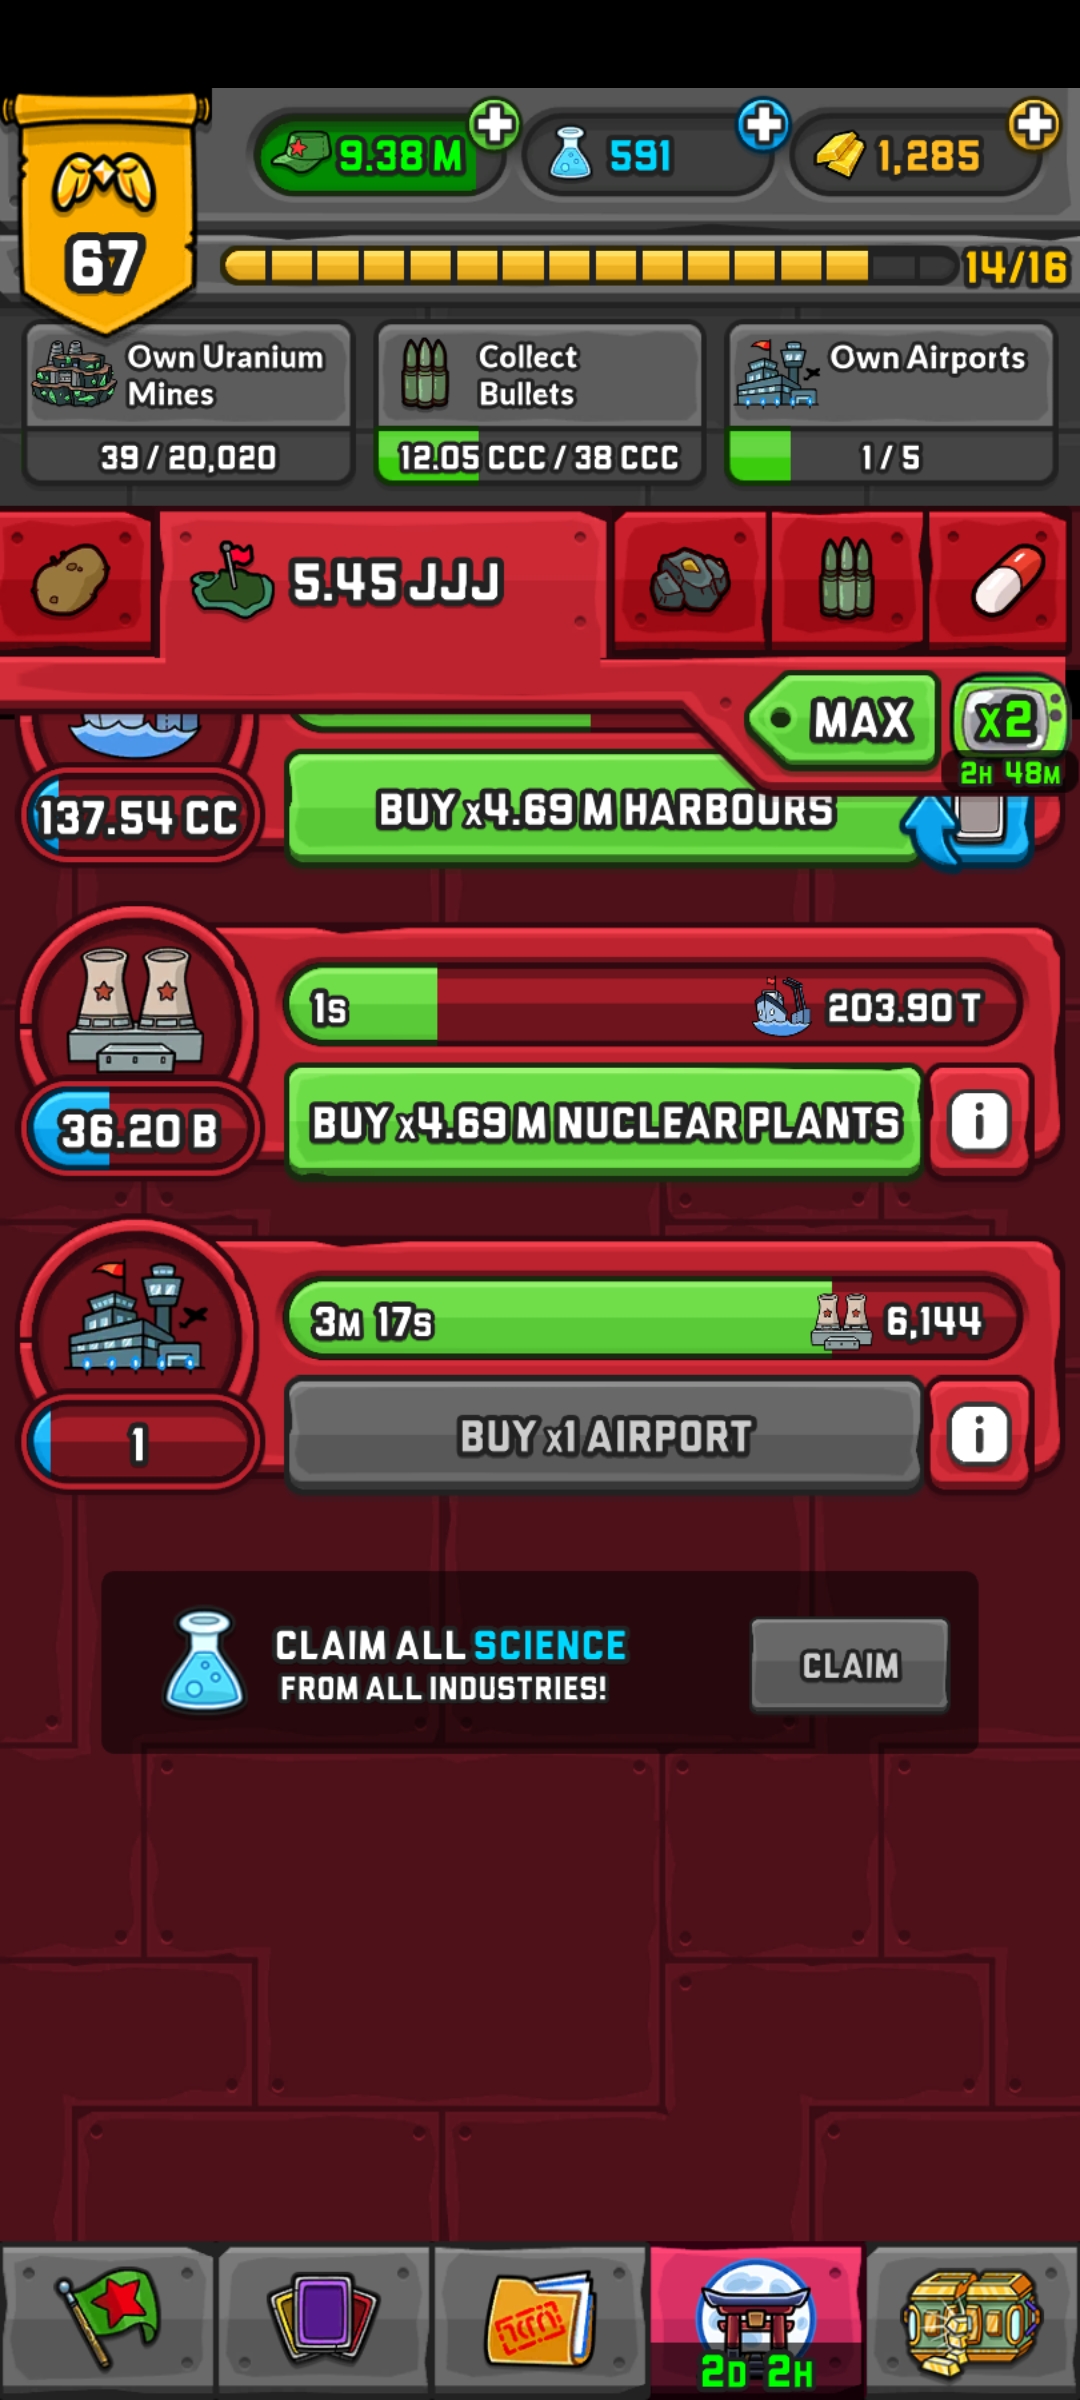 9.38 M
591
1,285
67
14/16
Own Uranium
Mines
39 / 20,020
Collect
Bullets
12.05 CCC / 38 CCC
Own Airports
1 / 5
5.45 JJJ
MAX
X2
2H 48M
137.54 CC
BUY x4.69 M HARBOURS
1S
203.90 T
36.20 B
BUY x4.69 M NUCLEAR PLANTS
i
3M 17S
6,144
1
BUY x1 AIRPORT
i
CLAIM ALL SCIENCE
FROM ALL INDUSTRIES!
CLAIM
2D 2H